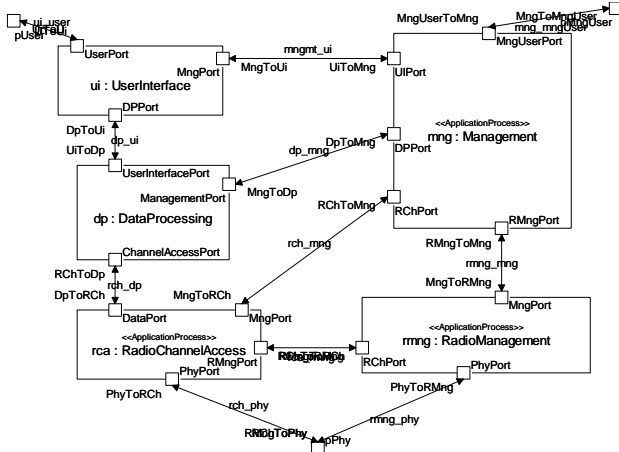 ui_user
pUser
UserPort
MngPort
ui : UserInterface
DPPort
mngmt_ui
MngToUi
UiToMng
MngUserToMng
MngToMngUser
mng_mngUser
pMngUser
MngUserPort
UIPort
<<ApplicationProcess>>
mng : Management
DPPort
RChPort
RMngPort
DpToUi
dp_ui
UiToDp
UserInterfacePort
ManagementPort
dp : DataProcessing
ChannelAccessPort
DpToMng
dp_mng
MngToDp
RChToMng
rch_mng
MngToRCh
RChToDp
rch_dp
DpToRCh
RMngToMng
rmng_mng
MngToRMng
DataPort
MngPort
<<ApplicationProcess>>
rca : RadioChannelAccess
RMngPort
PhyPort
MngPort
<<ApplicationProcess>>
rmng : RadioManagement
RChPort
PhyPort
PhyToRCh
rch_phy
PhyToRMng
rmng_phy
pPhy